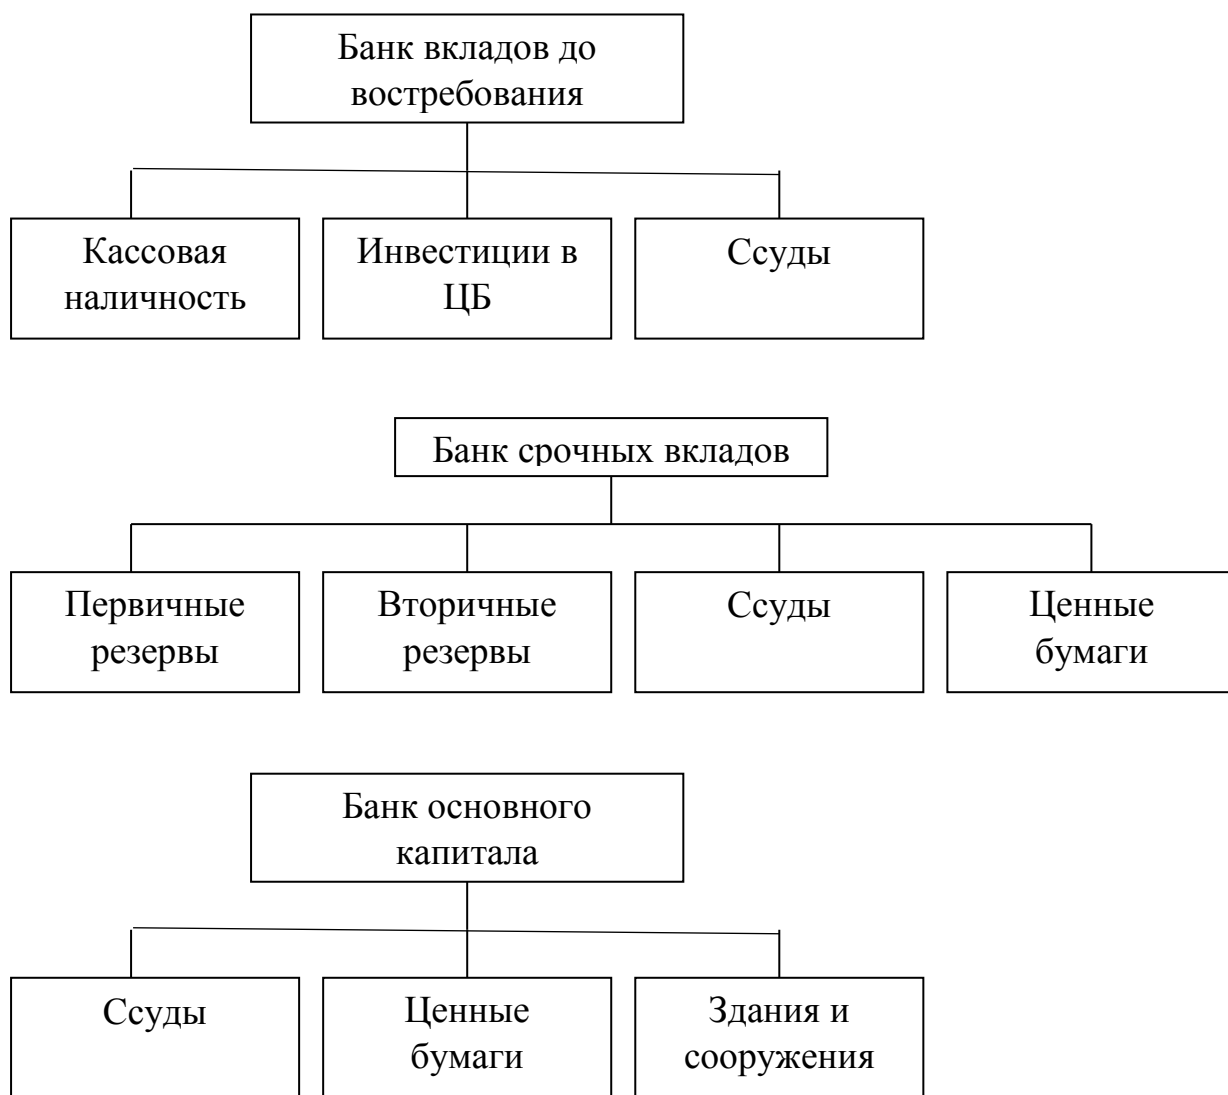 Банк вкладов до
востребования
Кассовая
наличность
Инвестиции в
ЦБ
Ссуды
Банк срочных вкладов
Первичные
резервы
Вторичные
резервы
Ссуды
Ценные
бумаги
Банк основного
капитала
Ссуды
Ценные
бумаги
Здания и
сооружения